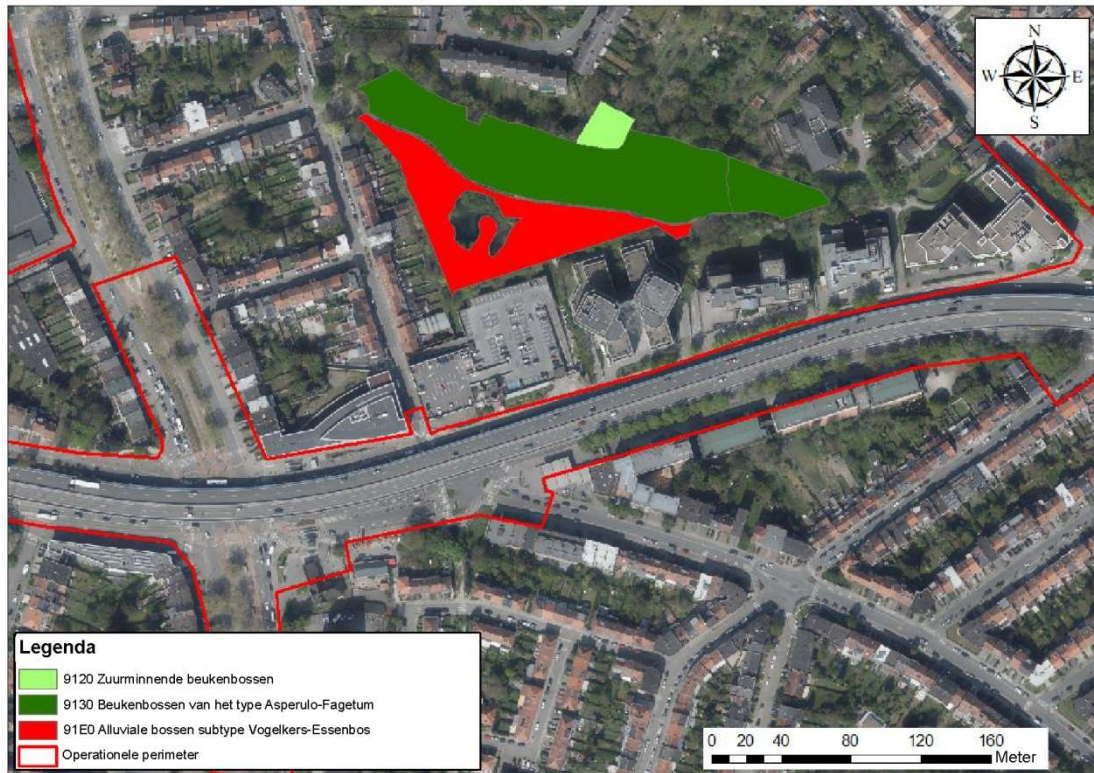 N
W E
S
Legenda
9120 Zuurminnende beukenbossen
9130 Beukenbossen van het type Asperulo-Fagetum
91E0 Alluviale bossen subtype Vogelkers-Essenbos
Operationele perimeter
0 20 40 80 120 160
Meter